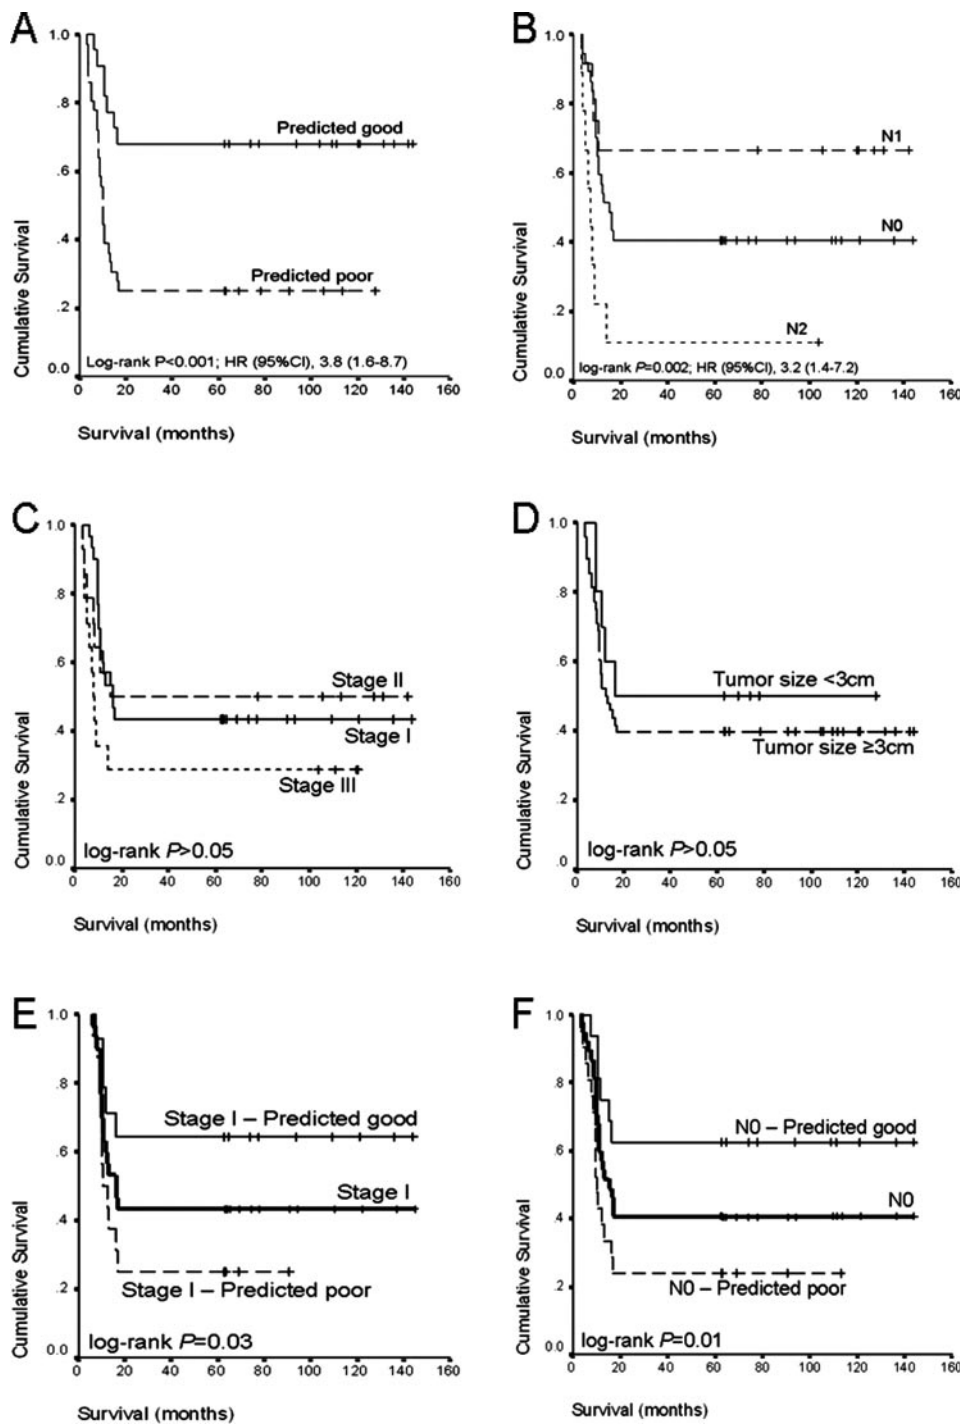 A
Cumulative Survival
1.0
.8
.6
.4
.2
0.0
Predicted good
Predicted poor
Log-rank P<0.001; HR (95%CI), 3.8 (1.6-8.7)
0 20 40 60 80 100 120 140 160
Survival (months)
B
Cumulative Survival
1.0
.8
.6
.4
.2
0.0
N1
N0
N2
log-rank P=0.002; HR (95%CI), 3.2 (1.4-7.2)
0 20 40 60 80 100 120 140 160
Survival (months)
C
Cumulative Survival
1.0
.8
.6
.4
.2
0.0
Stage II
Stage I
Stage III
log-rank P>0.05
0 20 40 60 80 100 120 140 160
Survival (months)
D
Cumulative Survival
1.0
.8
.6
.4
.2
.0
Tumor size <3cm
Tumor size ≥3cm
log-rank P>0.05
0 20 40 60 80 100 120 140 160
Survival (months)
E
Cumulative Survival
1.0
.8
.6
.4
.2
0.0
Stage I – Predicted good
Stage I
Stage I – Predicted poor
log-rank P=0.03
0 20 40 60 80 100 120 140 160
Survival (months)
F
Cumulative Survival
1.0
.8
.6
.4
.2
0.0
N0 – Predicted good
N0
N0 – Predicted poor
log-rank P=0.01
0 20 40 60 80 100 120 140 160
Survival (months)